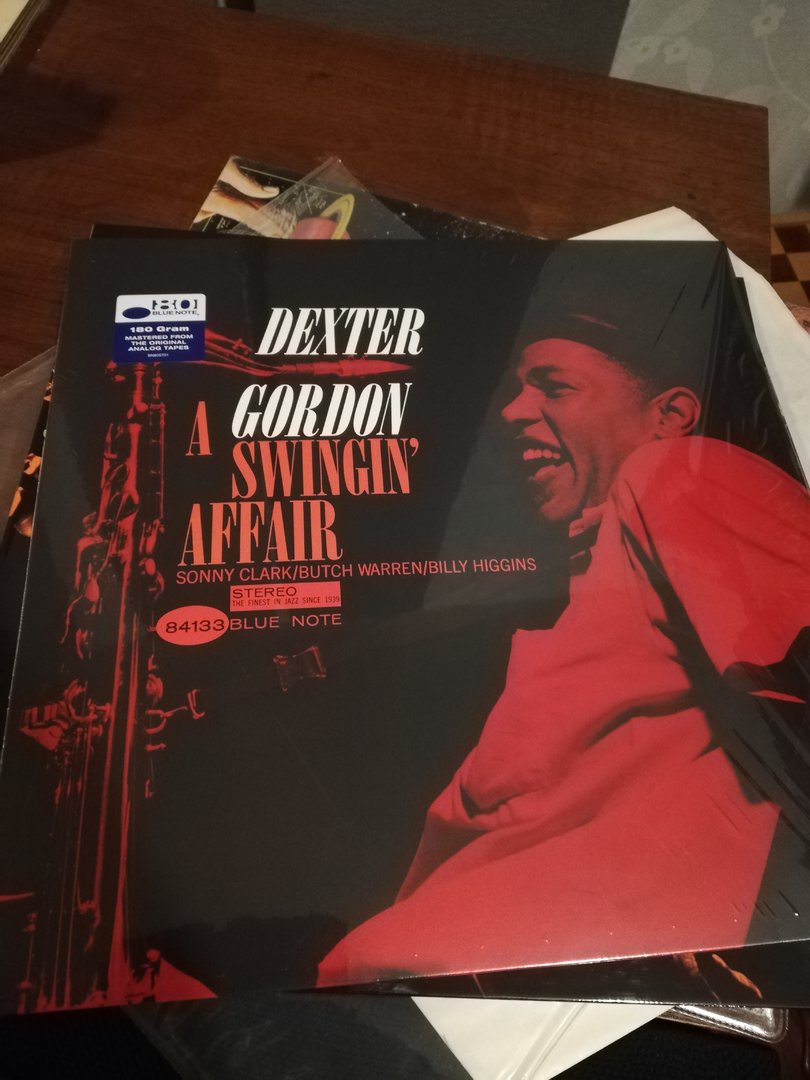 80
BLUE NOTE
180 Gram
MASTERED FROM
THE ORIGINAL
ANALOG TAPES
DEXTER
GORDON
A SWINGIN'
AFFAIR
SONNY CLARK/BUTCH WARREN/BILLY HIGGINS
STEREO
THE FINEST IN JAZZ SINCE 1939
84133 BLUE NOTE